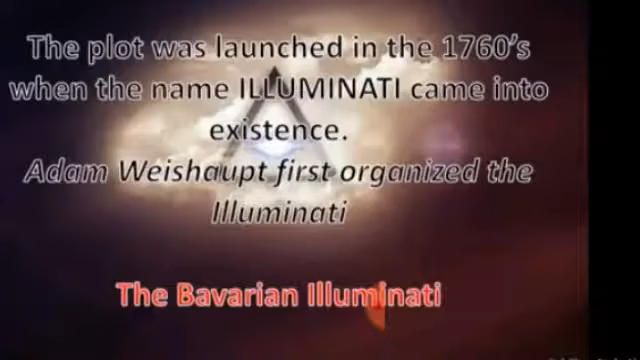 The plot was launched in the 1760's
when the name ILLUMINATI came into
existence.
Adam Weishaupt first organized the
Illuminati
The Bavarian Illuminati